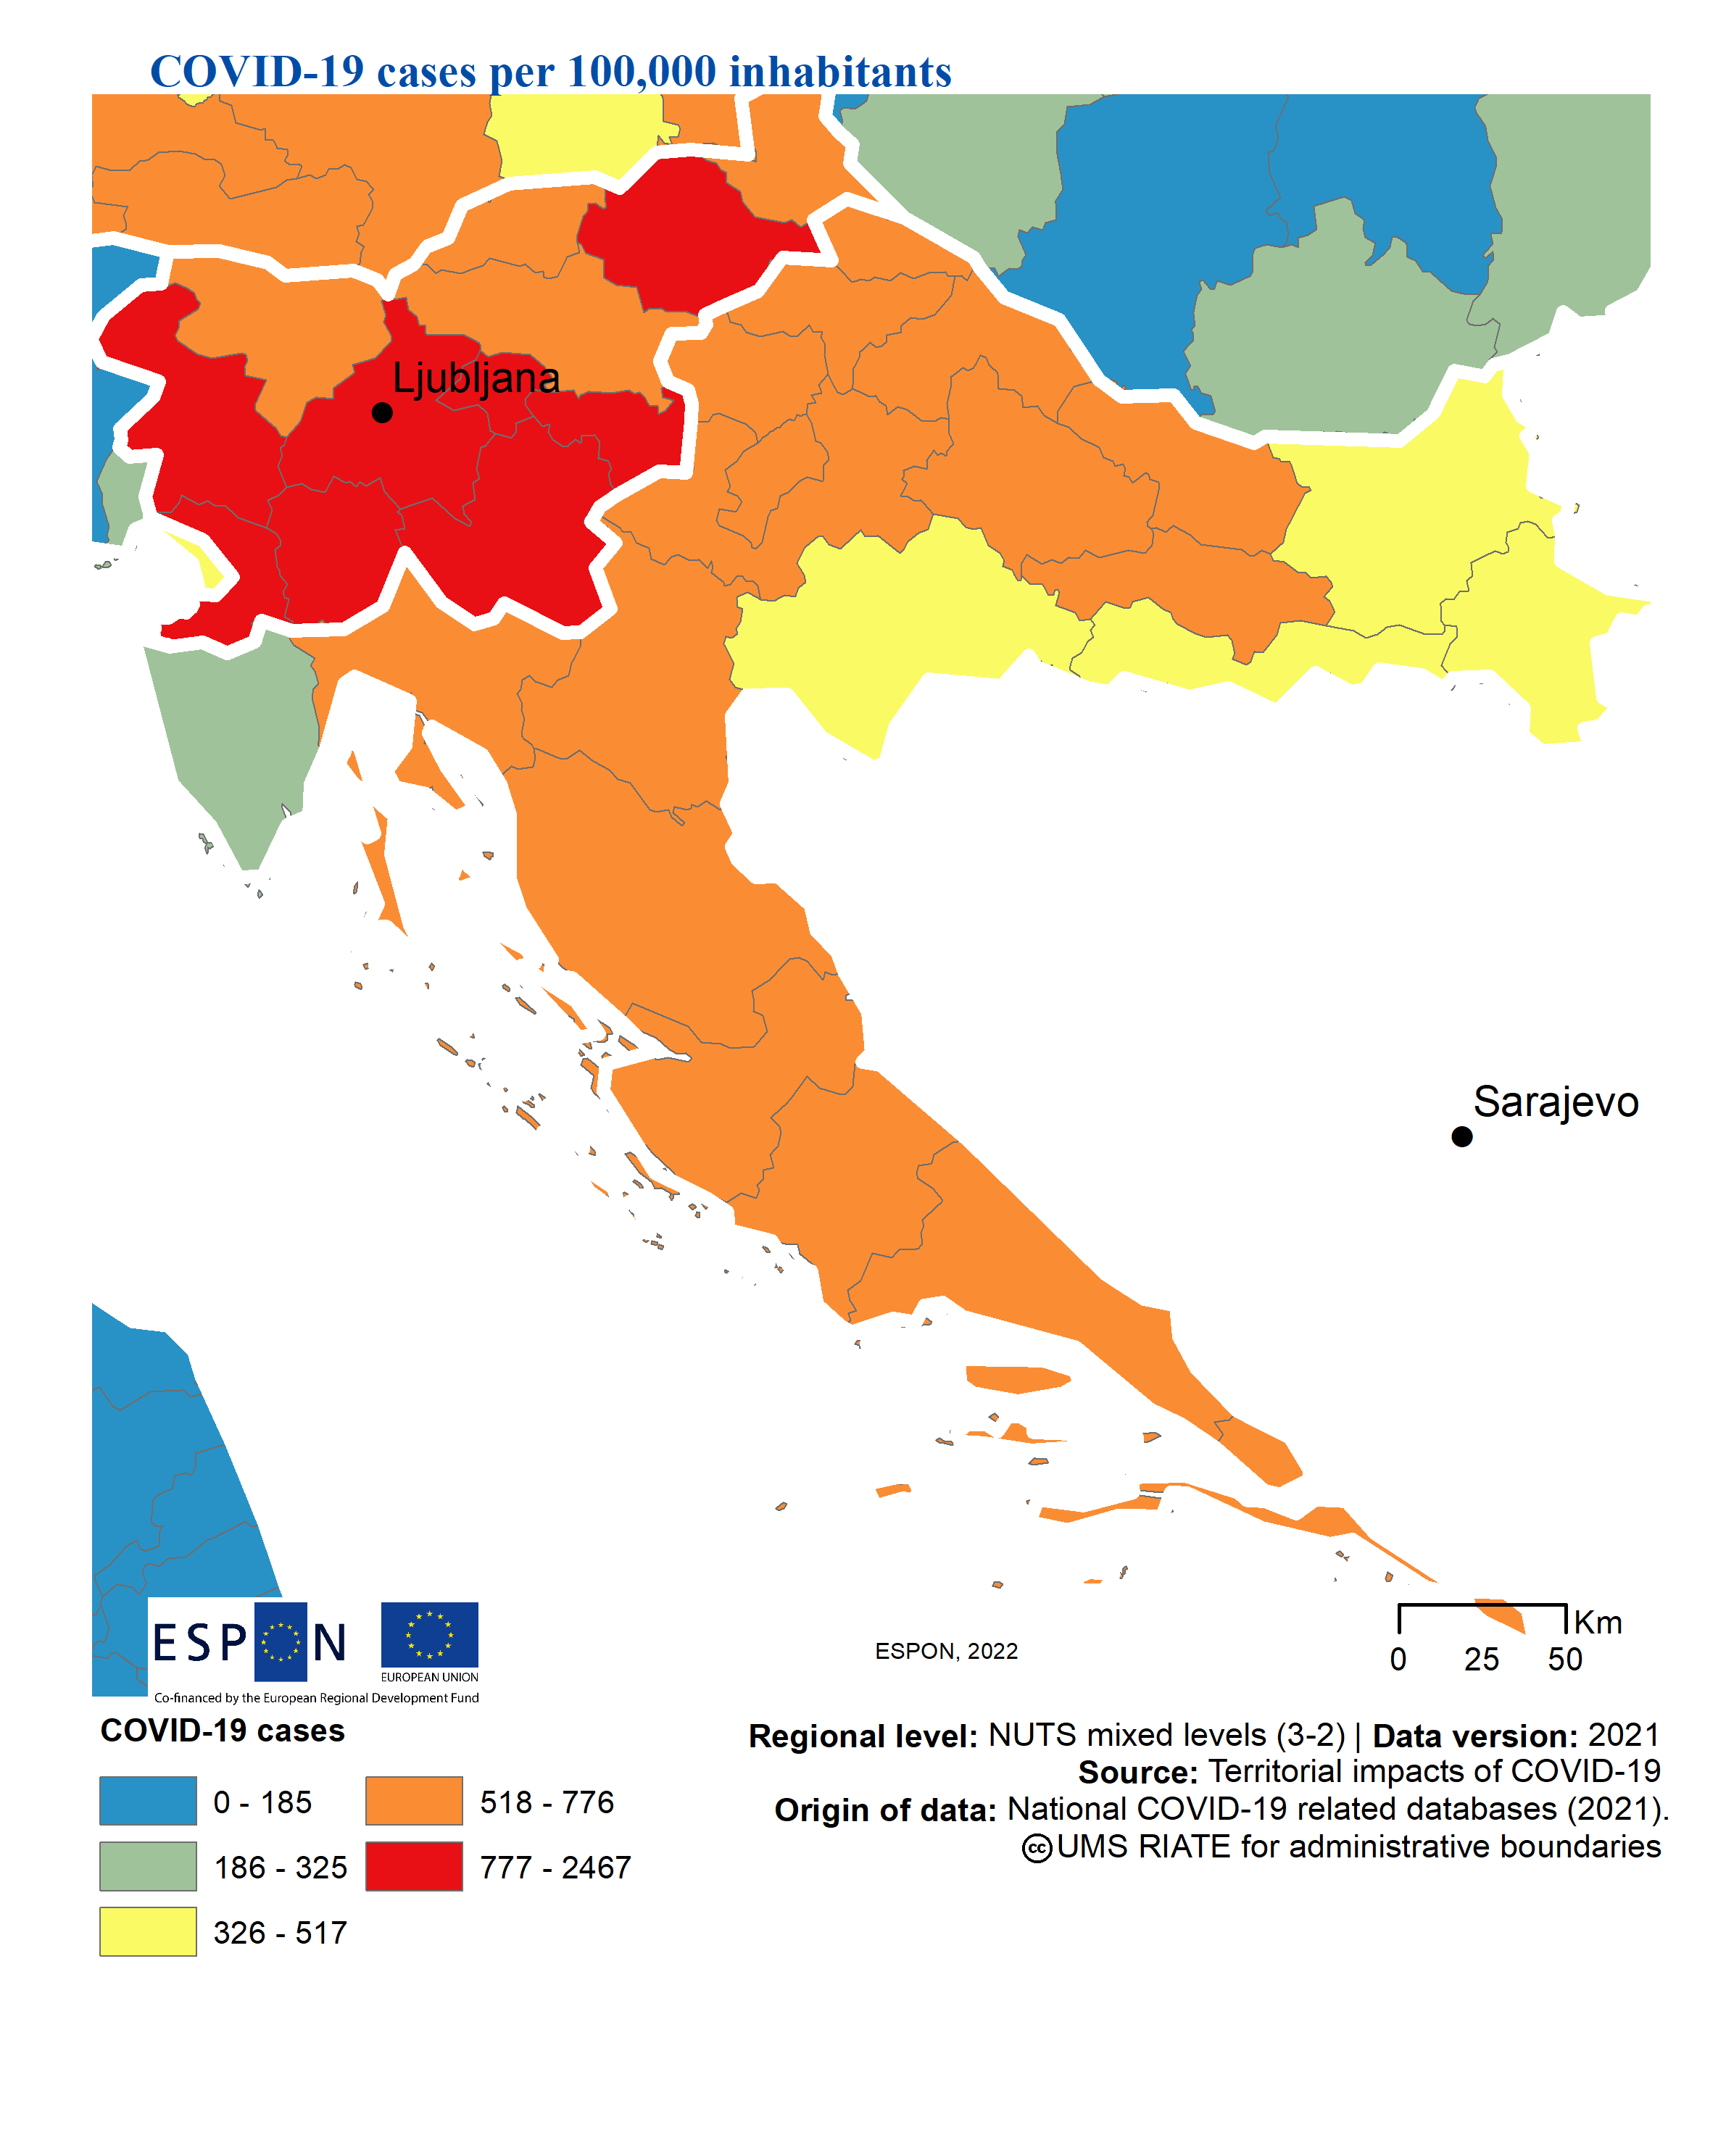 COVID-19 cases per 100,000 inhabitants
Ljubljana
Sarajevo
ESPON
EUROPEAN UNION
Co-financed by the European Regional Development Fund
ESPON, 2022
Km
0 25 50
COVID-19 cases
0 - 185
186 - 325
326 - 517
518 - 776
777 - 2467
Regional level: NUTS mixed levels (3-2) | Data version: 2021
Source: Territorial impacts of COVID-19
Origin of data: National COVID-19 related databases (2021).
cc UMS RIATE for administrative boundaries